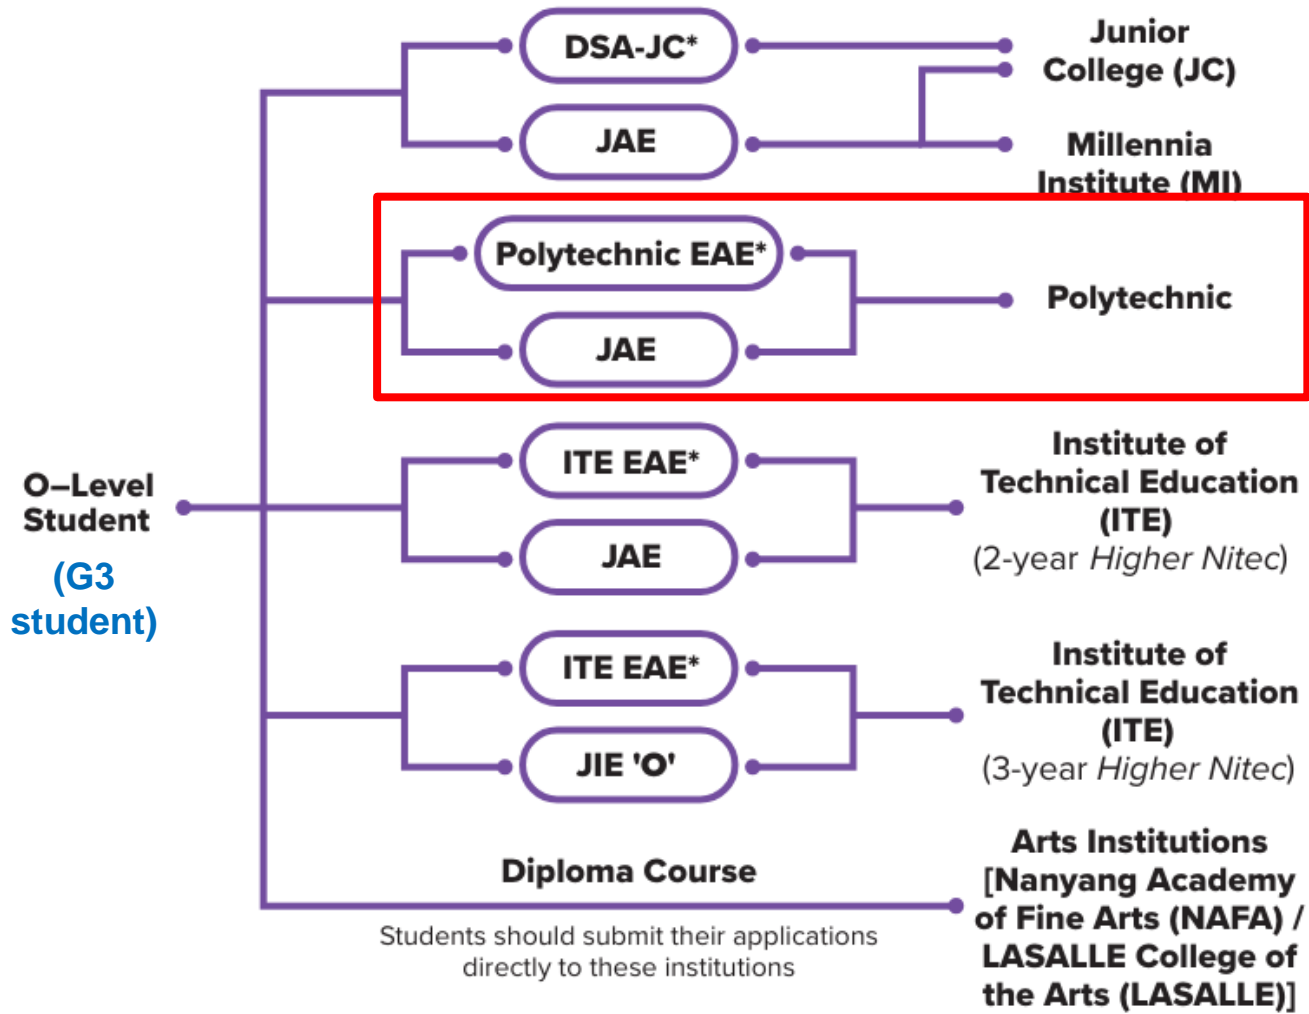 DSA-JC*
Junior
College (JC)
JAE
Millennia
Institute (MI)
Polytechnic EAE*
Polytechnic
JAE
ITE EAE*
Institute of
Technical Education
(ITE)
(2-year Higher Nitec)
JAE
O–Level
Student
(G3
student)
ITE EAE*
Institute of
Technical Education
(ITE)
(3-year Higher Nitec)
JIE 'O'
Diploma Course
Students should submit their applications
directly to these institutions
Arts Institutions
[Nanyang Academy
of Fine Arts (NAFA) /
LASALLE College of
the Arts (LASALLE)]